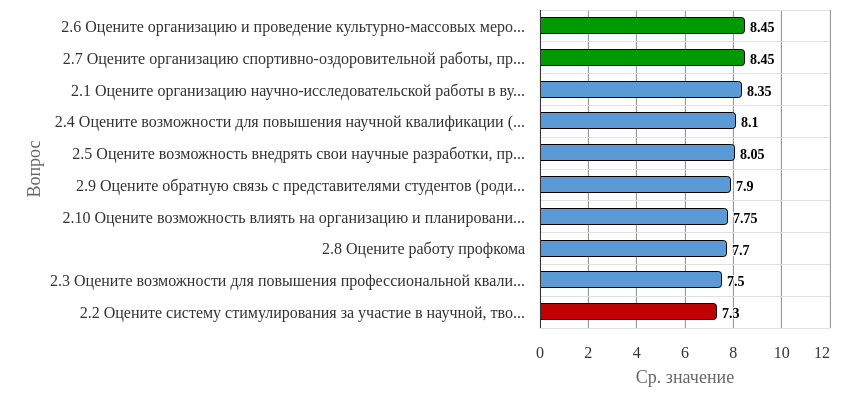 2.6 Оцените организацию и проведение культурно-массовых меро... 8.45
2.7 Оцените организацию спортивно-оздоровительной работы, пр... 8.45
2.1 Оцените организацию научно-исследовательской работы в ву... 8.35
2.4 Оцените возможности для повышения научной квалификации (... 8.1
2.5 Оцените возможность внедрять свои научные разработки, пр... 8.05
2.9 Оцените обратную связь с представителями студентов (роди... 7.9
2.10 Оцените возможность влиять на организацию и планировани... 7.75
2.8 Оцените работу профкома 7.7
2.3 Оцените возможности для повышения профессиональной квали... 7.5
2.2 Оцените систему стимулирования за участие в научной, тво... 7.3
Вопрос
0 2 4 6 8 10 12
Ср. значение